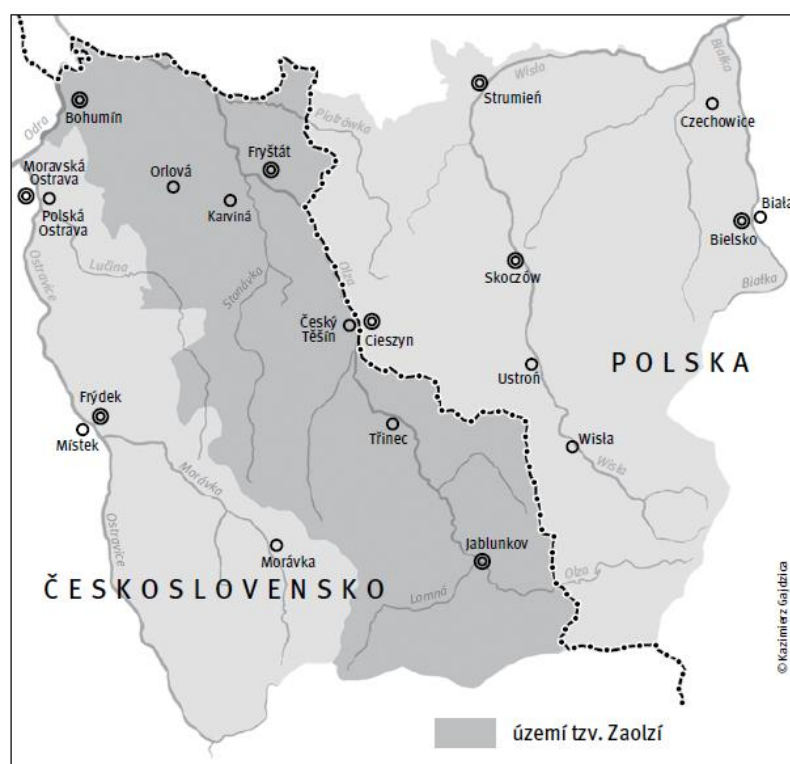 Białka
Wisła
Strumień
Bohumín
Czechowice
Odra
Piotrówka
Fryštát
Moravská
Ostrava
Orlová
Karviná
Polská
Ostrava
Biała
Bielsko
Lučina
Stonávka
Olza
Skoczów
Białka
Ostravice
Český
Těšín
Cieszyn
POLSKA
Ustroń
Frýdek
Místek
Třinec
Wisła
Wisła
Morávka
Ostravice
Morávka
Jablunkov
Olza
ČESKOSLOVENSKO
Lomná
© Kazimierz Gajdzica
území tzv. Zaolzí